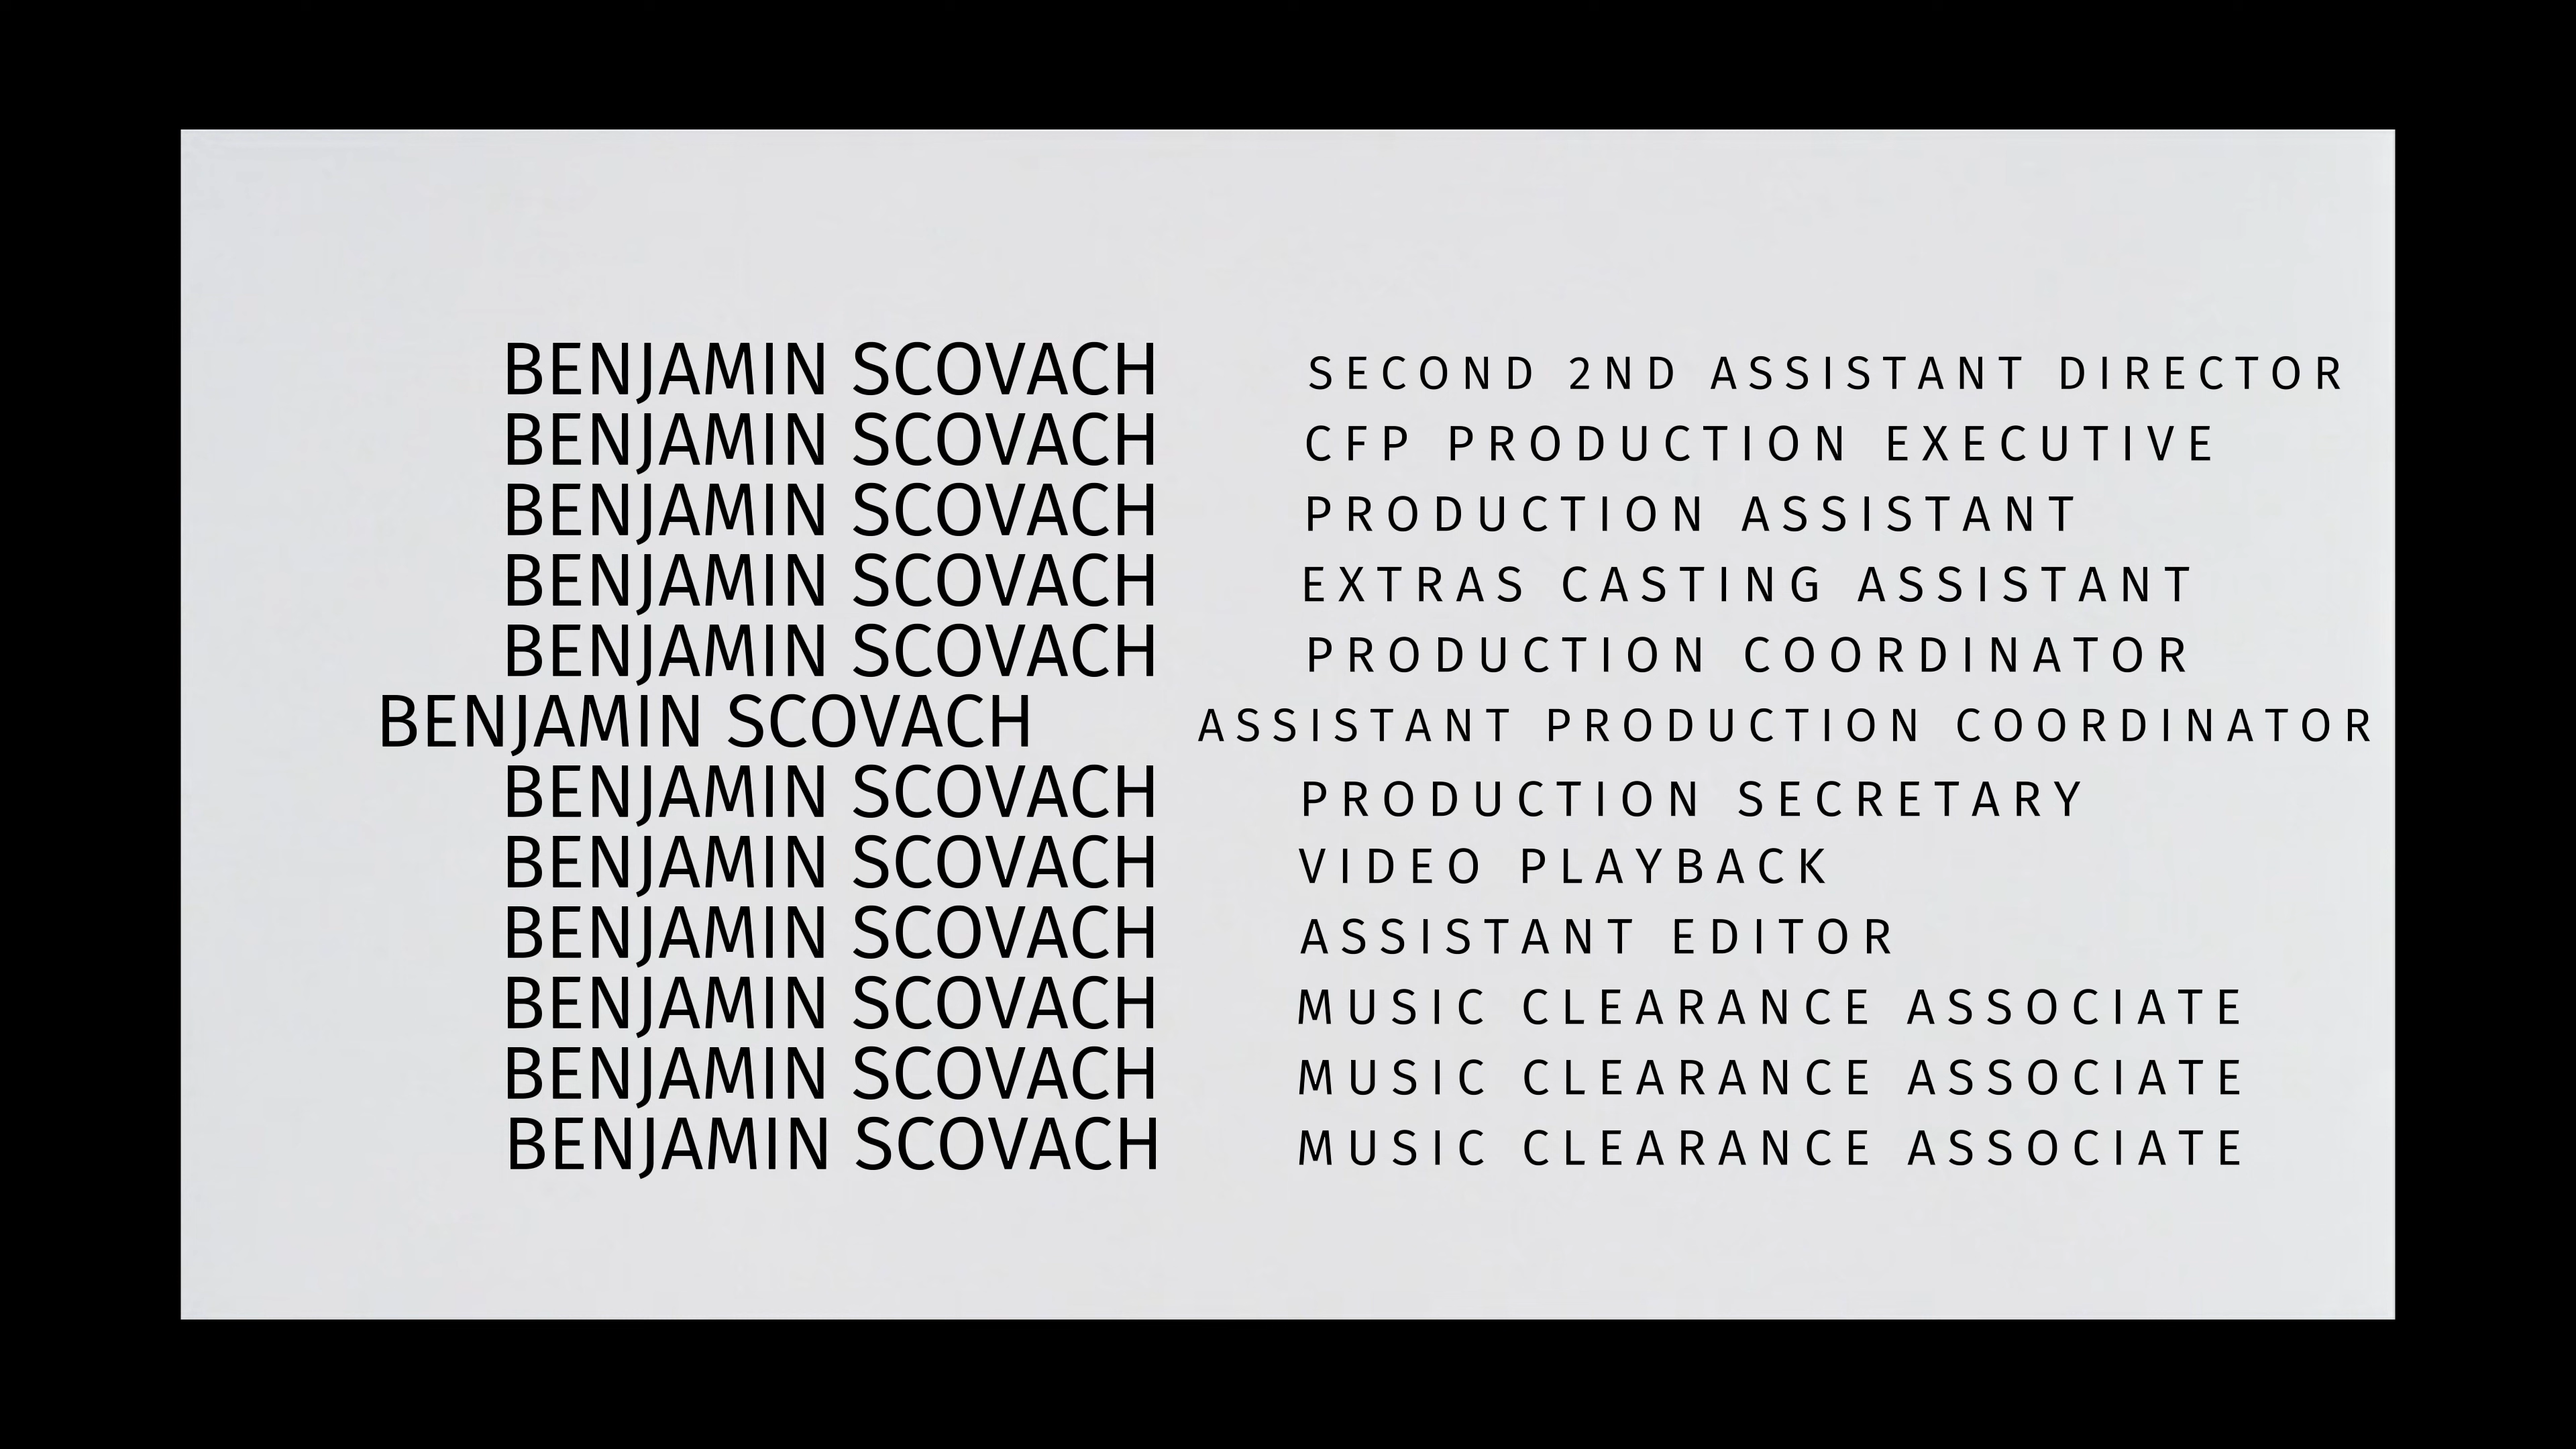 BENJAMIN SCOVACH SECOND 2ND ASSISTANT DIRECTOR
BENJAMIN SCOVACH CFP PRODUCTION EXECUTIVE
BENJAMIN SCOVACH PRODUCTION ASSISTANT
BENJAMIN SCOVACH EXTRAS CASTING ASSISTANT
BENJAMIN SCOVACH PRODUCTION COORDINATOR
BENJAMIN SCOVACH ASSISTANT PRODUCTION COORDINATOR
BENJAMIN SCOVACH PRODUCTION SECRETARY
BENJAMIN SCOVACH VIDEO PLAYBACK
BENJAMIN SCOVACH ASSISTANT EDITOR
BENJAMIN SCOVACH MUSIC CLEARANCE ASSOCIATE
BENJAMIN SCOVACH MUSIC CLEARANCE ASSOCIATE
BENJAMIN SCOVACH MUSIC CLEARANCE ASSOCIATE